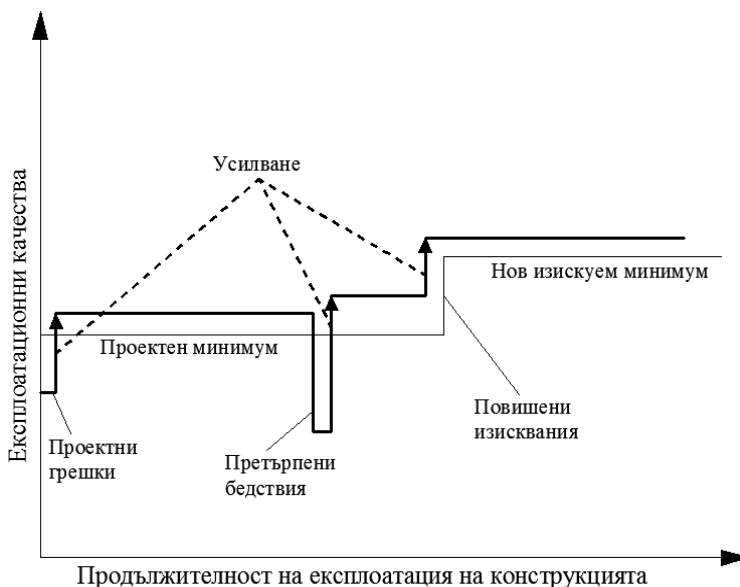 Усилване
Експлоатационни качества
Нов изискуем минимум
Проектен минимум
Повишени
изисквания
Проектни
грешки
Претърпени
бедствия
Продължителност на експлоатация на конструкцията